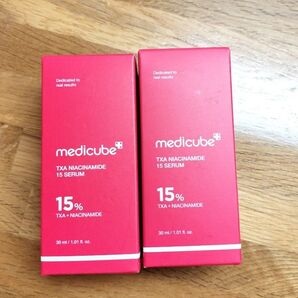 Dedicated to
real results
medicube
TXA NIACINAMIDE
15 SERUM
15%
TXA + NIACINAMIDE
30 ml / 1.01 fl. oz.
Dedicated to
real results
medicube
TXA NIACINAMIDE
15 SERUM
15%
TXA + NIACINAMIDE
30 ml / 1.01 fl. oz.